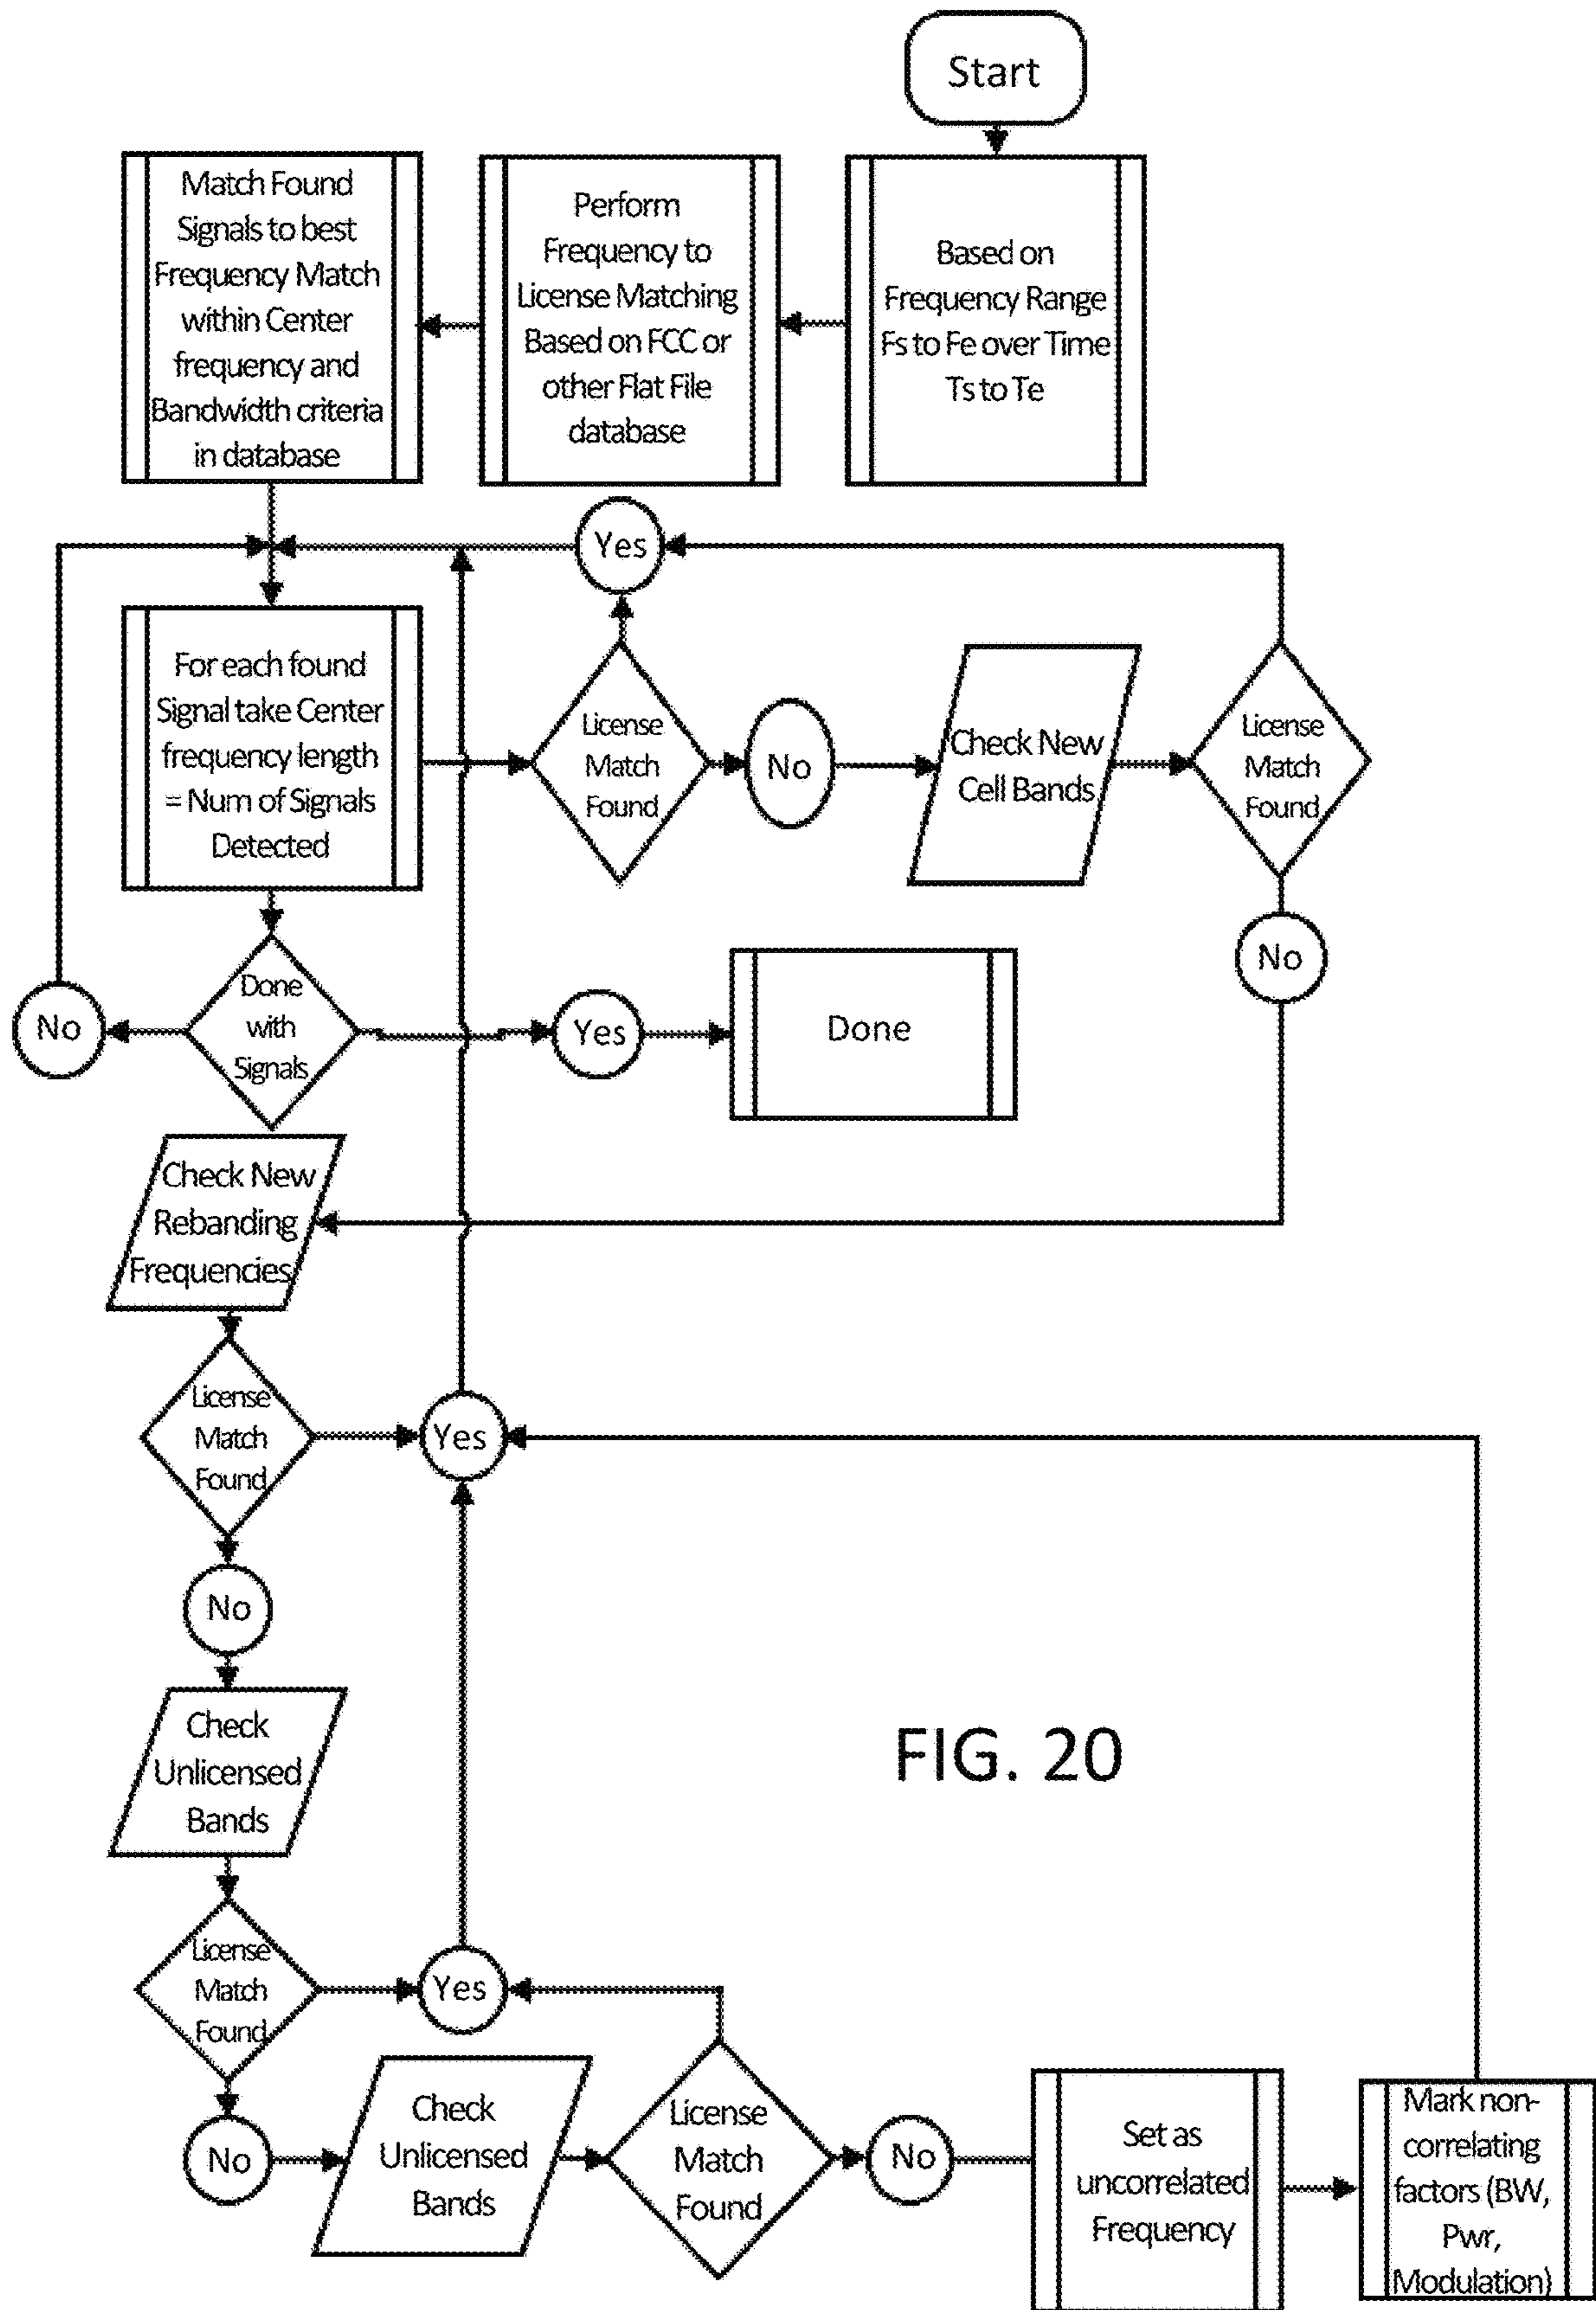 Start
Match Found
Signals to best
Frequency Match
within Center
frequency and
Bandwidth criteria
in database
Perform
Frequency to
License Matching
Based on FCC or
other Flat File
database
Based on
Frequency Range
Fs to Fe over Time
Ts to Te
Yes
For each found
Signal take Center
frequency length
= Num of Signals
Detected
License
Match
Found
No
Check New
Cell Bands
License
Match
Found
No
No
Done
with
Signals
Yes
Done
Check New
Rebanding
Frequencies
License
Match
Found
Yes
No
Check
Unlicensed
Bands
FIG. 20
License
Match
Found
Yes
No
Check
Unlicensed
Bands
License
Match
Found
No
Set as
uncorrelated
Frequency
Mark non-
correlating
factors (BW,
Pwr,
Modulation)